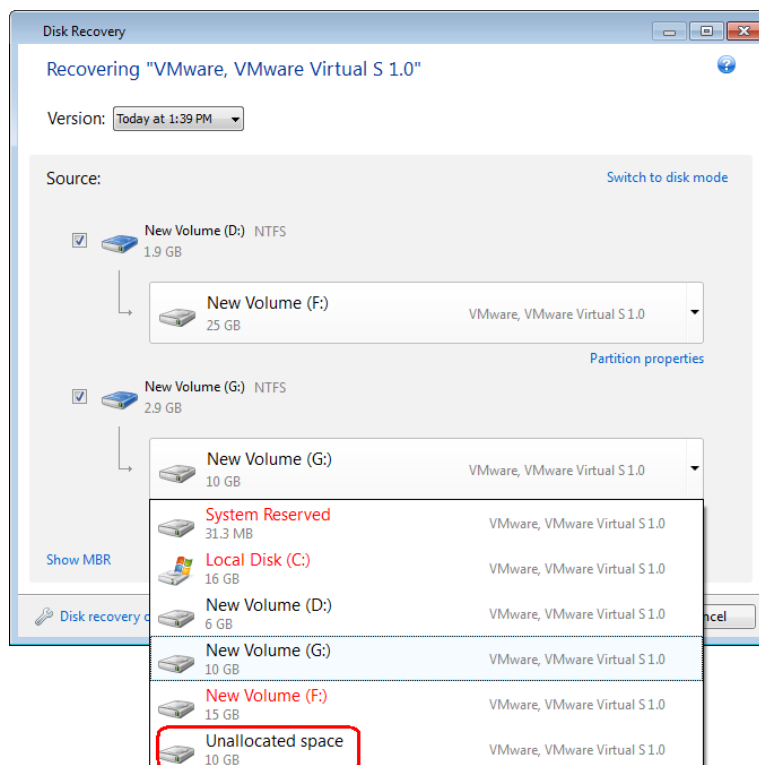 Disk Recovery
Recovering "VMware, VMware Virtual S 1.0"
Version: Today at 1:39 PM
Source: Switch to disk mode
New Volume (D:) NTFS
1.9 GB
New Volume (F:) VMware, VMware Virtual S 1.0
25 GB
Partition properties
New Volume (G:) NTFS
2.9 GB
New Volume (G:) VMware, VMware Virtual S 1.0
10 GB
System Reserved VMware, VMware Virtual S 1.0
31.3 MB
Show MBR
Local Disk (C:) VMware, VMware Virtual S 1.0
16 GB
New Volume (D:) VMware, VMware Virtual S 1.0
6 GB
Disk recovery o ncel
New Volume (G:) VMware, VMware Virtual S 1.0
10 GB
New Volume (F:) VMware, VMware Virtual S 1.0
15 GB
Unallocated space VMware, VMware Virtual S 1.0
10 GB